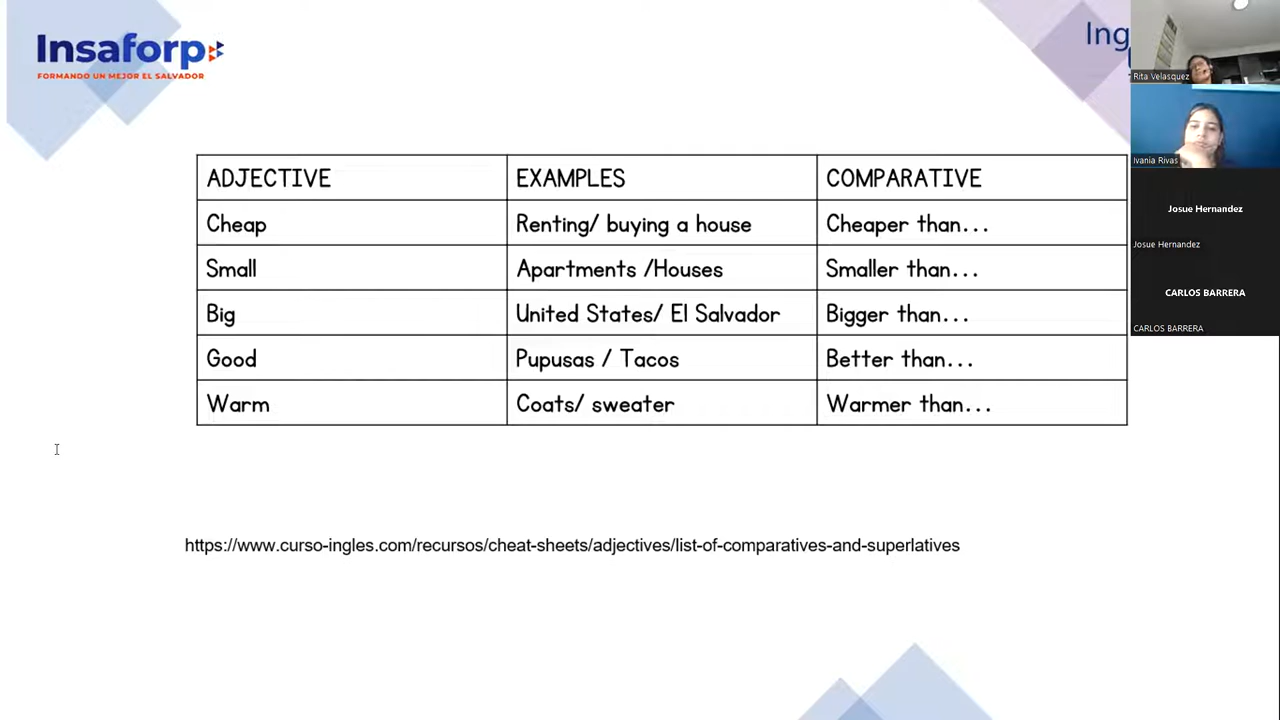 Insaforp
FORMANDO UN MEJOR EL SALVADOR
Ing
ADJECTIVE EXAMPLES COMPARATIVE
Cheap Renting/ buying a house Cheaper than...
Small Apartments /Houses Smaller than...
Big United States/ El Salvador Bigger than...
Good Pupusas / Tacos Better than...
Warm Coats/ sweater Warmer than...
https://www.curso-ingles.com/recursos/cheat-sheets/adjectives/list-of-comparatives-and-superlatives
Rita Velasquez
Ivania Rivas
Josue Hernandez
Josue Hernandez
CARLOS BARRERA
CARLOS BARRERA